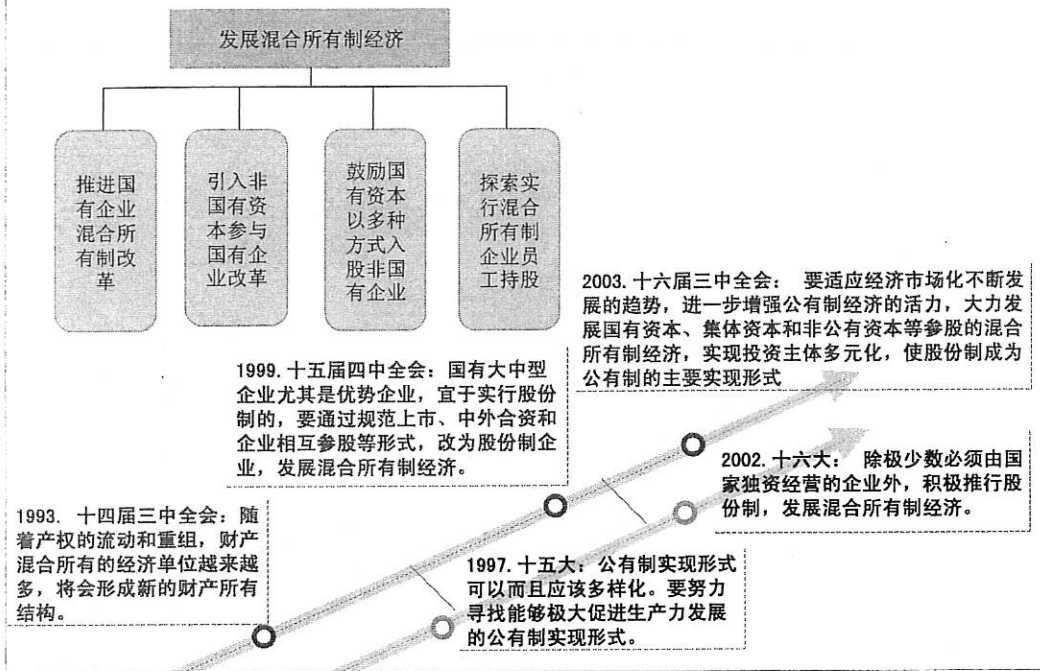 发展混合所有制经济
推进国
有企业
混合所
有制改
革
引入非
国有资
本参与
国有企
业改革
鼓励国
有资本
以多种
方式入
股非国
有企业
探索实
行混合
所有制
企业员
工持股
2003. 十六届三中全会： 要适应经济市场化不断发
展的趋势，进一步增强公有制经济的活力，大力发
展国有资本、集体资本和非公有资本等参股的混合
所有制经济，实现投资主体多元化，使股份制成为
公有制的主要实现形式
1999. 十五届四中全会：国有大中型
企业尤其是优势企业，宜于实行股份
制的，要通过规范上市、中外合资和
企业相互参股等形式，改为股份制企
业，发展混合所有制经济。
2002. 十六大： 除极少数必须由国
家独资经营的企业外，积极推行股
份制，发展混合所有制经济。
1993. 十四届三中全会：随
着产权的流动和重组，财产
混合所有的经济单位越来越
多，将会形成新的财产所有
结构。
1997. 十五大：公有制实现形式
可以而且应该多样化。要努力
寻找能够极大促进生产力发展
的公有制实现形式。